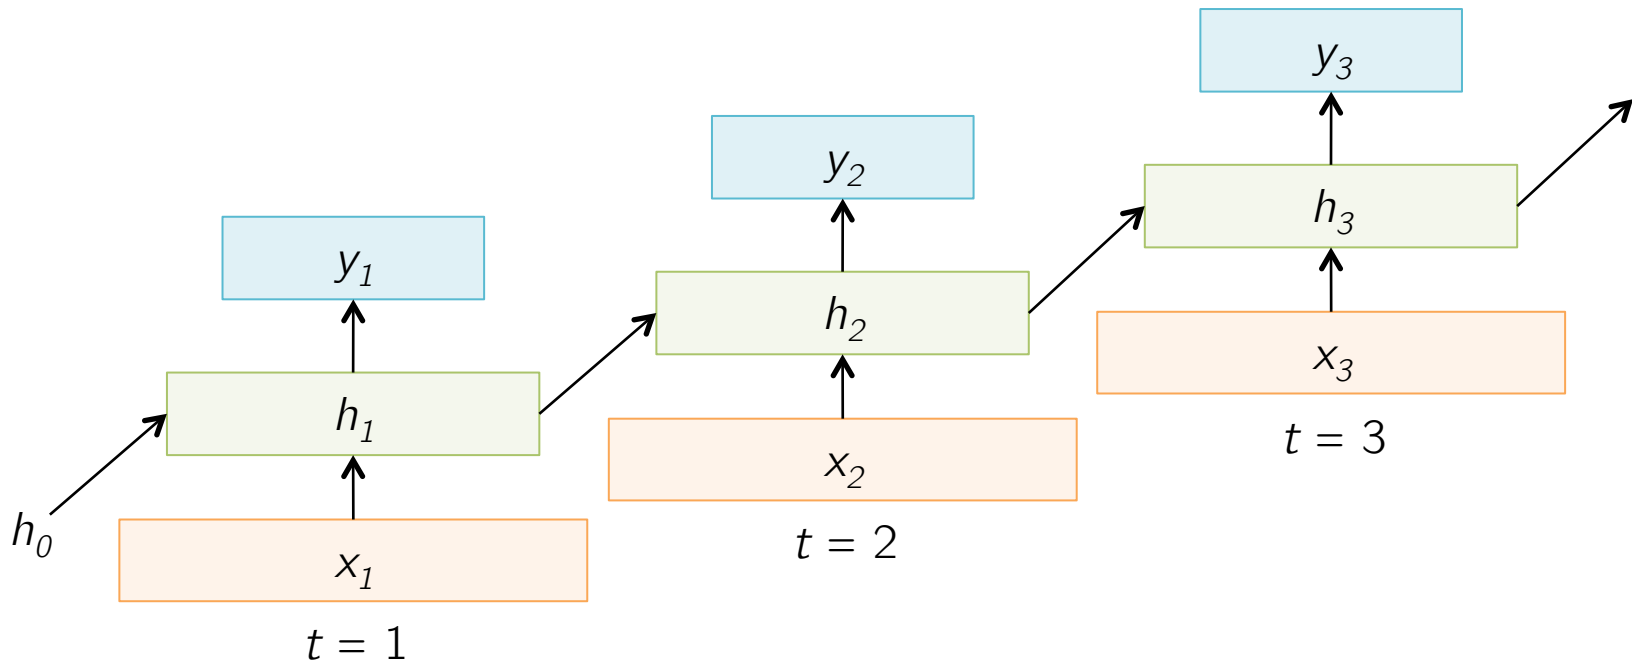 y₃
y₂
h₃
y₁
h₂
x₃
h₁
t = 3
x₂
h₀
t = 2
x₁
t = 1